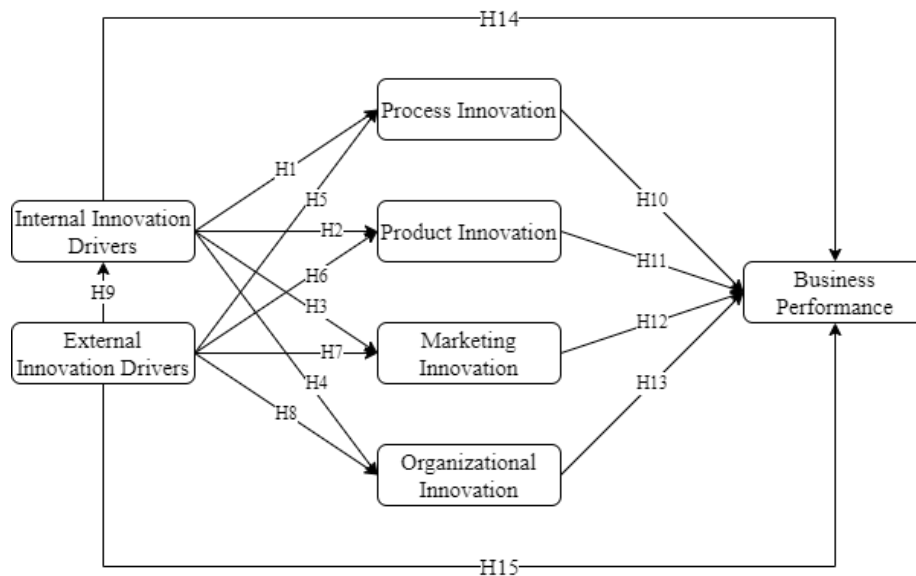 H14
Process Innovation
H1
H5
H10
Internal Innovation
Drivers
H2
Product Innovation
H11
H6
H9
H3
Business
Performance
External
Innovation Drivers
H7
Marketing
Innovation
H12
H4
H13
H8
Organizational
Innovation
H15